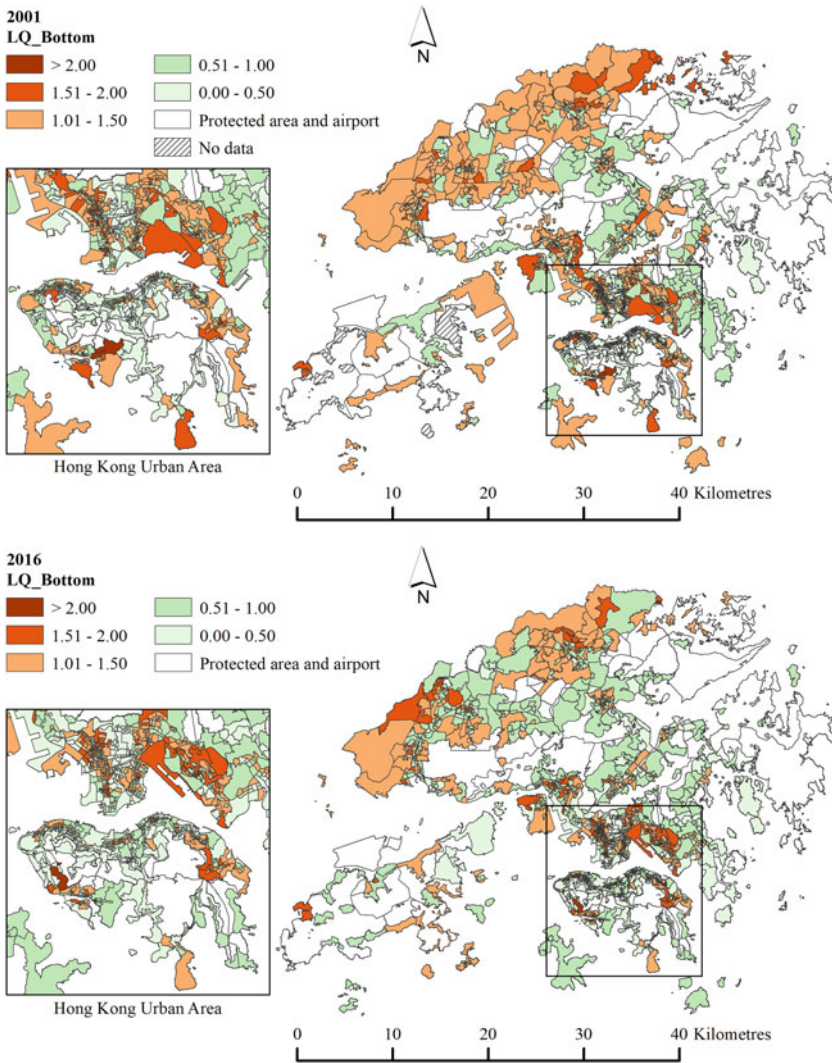 2001
LQ_Bottom
> 2.00
0.51 - 1.00
1.51 - 2.00
0.00 - 0.50
1.01 - 1.50
Protected area and airport
No data
N
Hong Kong Urban Area
0 10 20 30 40 Kilometres
2016
LQ_Bottom
> 2.00
0.51 - 1.00
1.51 - 2.00
0.00 - 0.50
1.01 - 1.50
Protected area and airport
N
Hong Kong Urban Area
0 10 20 30 40 Kilometres